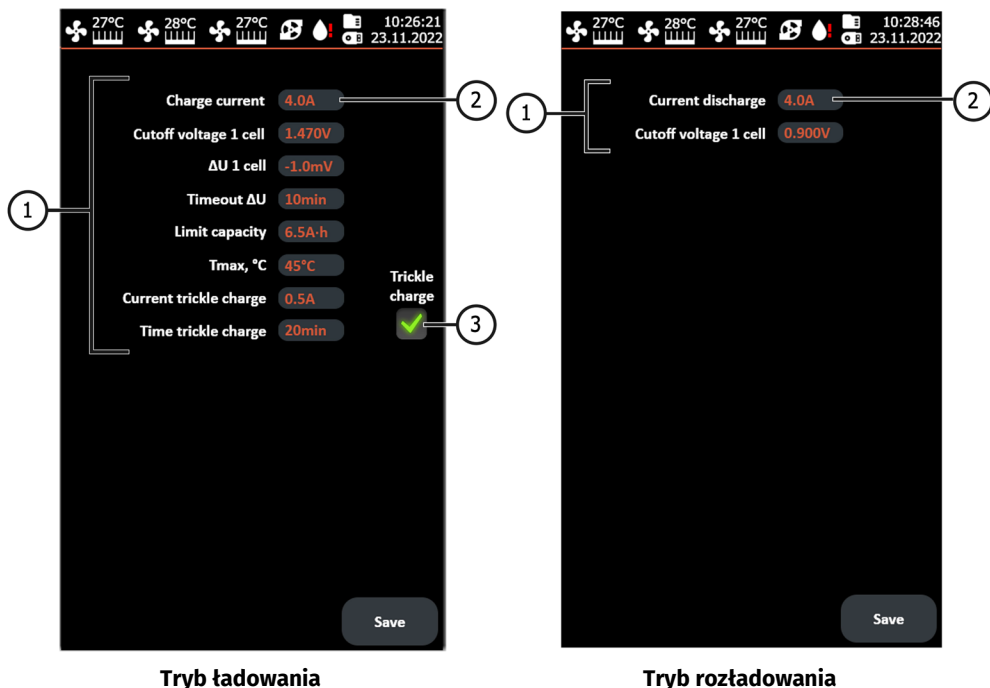 27°C 28°C 27°C 10:26:21
23.11.2022
Charge current 4.0A
Cutoff voltage 1 cell 1.470V
ΔU 1 cell -1.0mV
Timeout ΔU 10min
Limit capacity 6.5A·h
Tmax, °C 45°C
Current trickle charge 0.5A
Time trickle charge 20min
Trickle
charge
Save
1
2
3
Tryb ładowania
27°C 28°C 27°C 10:28:46
23.11.2022
Current discharge 4.0A
Cutoff voltage 1 cell 0.900V
Save
1
2
Tryb rozładowania